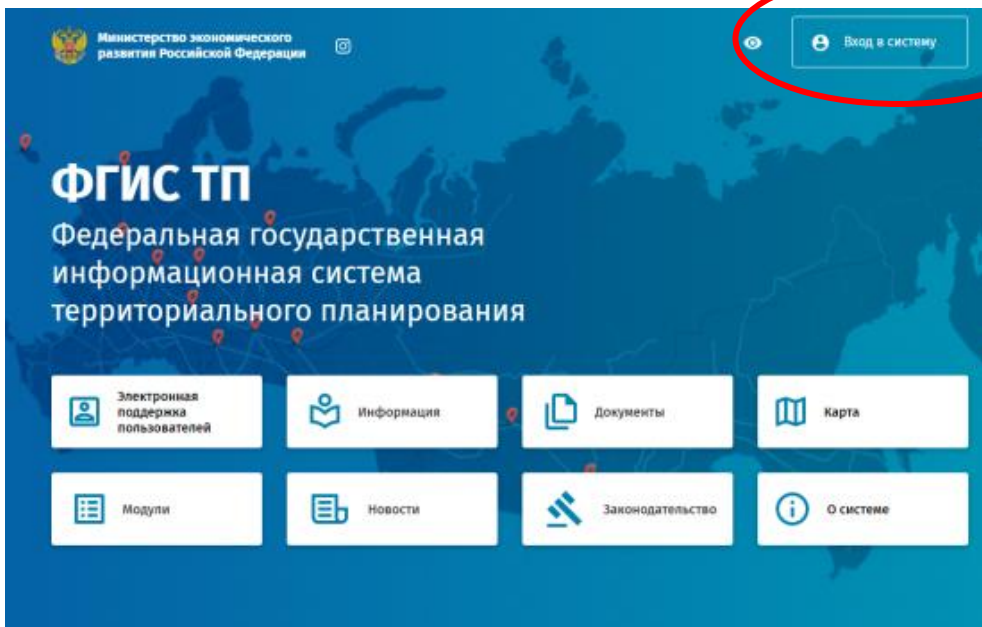 Министерство экономического
развития Российской Федерации
Вход в систему
ФГИС ТП
Федеральная государственная
информационная система
территориального планирования
Электронная
поддержка
пользователей
Информация
Документы
Карта
Модули
Новости
Законодательство
О системе